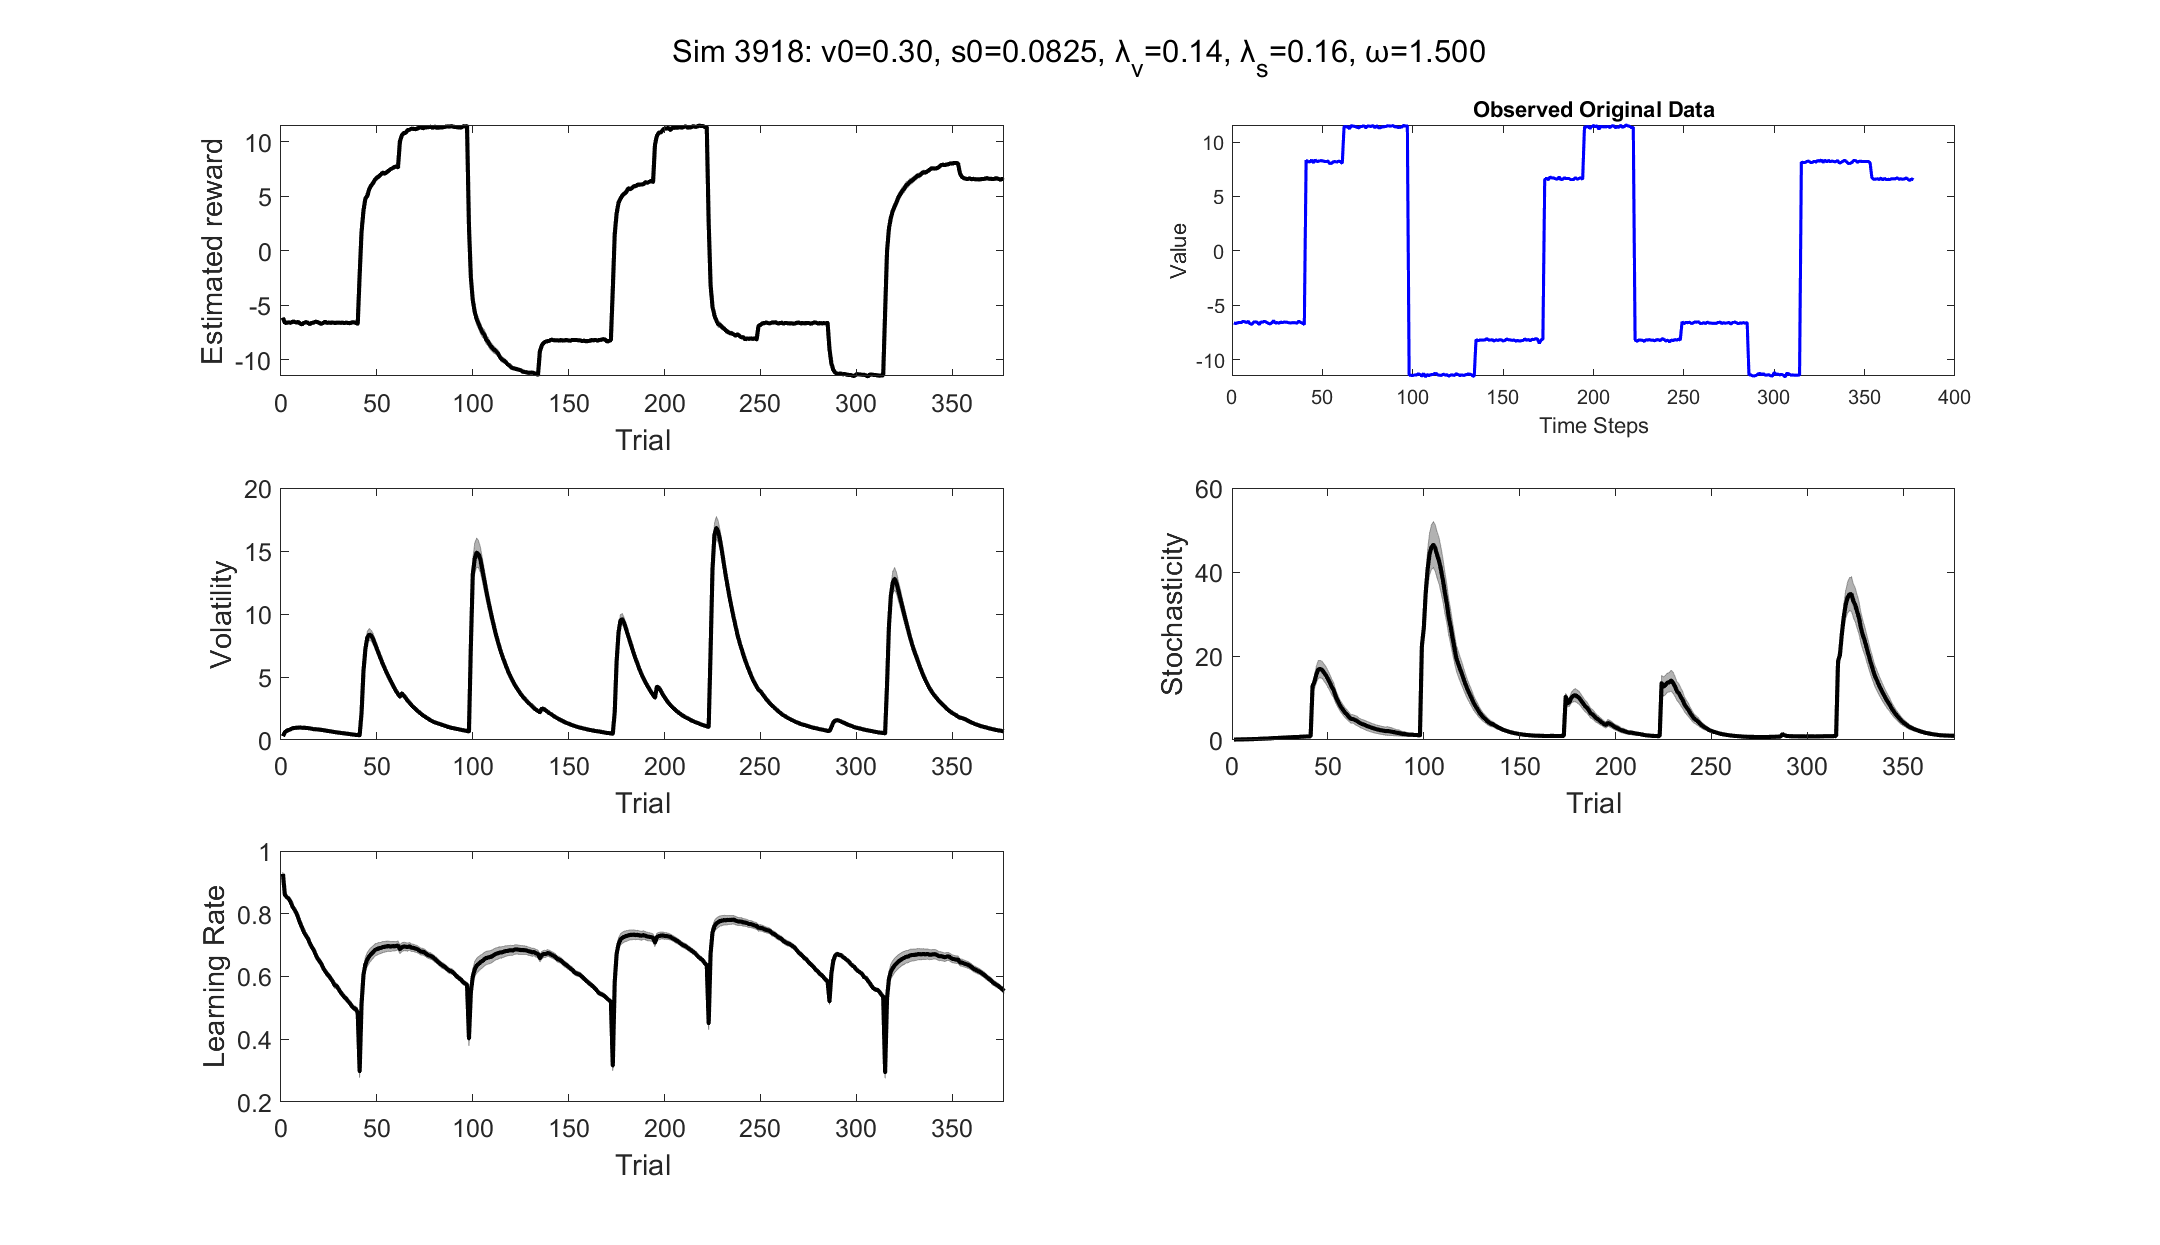 Sim 3918: v0=0.30, s0=0.0825, λv=0.14, λs=0.16, ω=1.500
Estimated reward
10
5
0
-5
-10
0 50 100 150 200 250 300 350
Trial
Observed Original Data
Value
10
5
0
-5
-10
0 50 100 150 200 250 300 350 400
Time Steps
Volatility
20
15
10
5
0
0 50 100 150 200 250 300 350
Trial
Stochasticity
60
40
20
0
0 50 100 150 200 250 300 350
Trial
Learning Rate
1
0.8
0.6
0.4
0.2
0 50 100 150 200 250 300 350
Trial